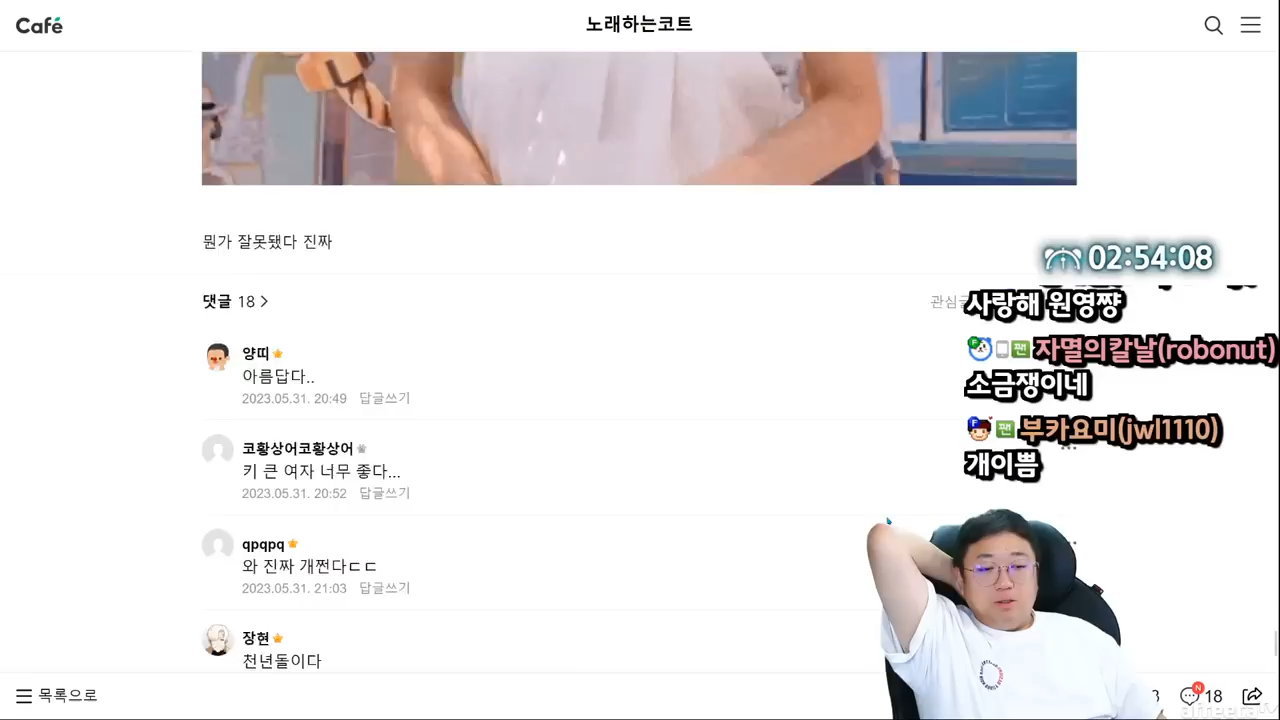 Café
노래하는코트
뭔가 잘못됐다 진짜
02:54:08
댓글 18
사랑해 원영쨩
양띠
아름답다..
2023.05.31. 20:49 답글쓰기
팬 자멸의칼날(robonut)
소금쟁이네
팬 부카요미(jwl1110)
개이쁨
코황상어코황상어
키 큰 여자 너무 좋다...
2023.05.31. 20:52 답글쓰기
qpqpq
와 진짜 개쩐다ㄷㄷ
2023.05.31. 21:03 답글쓰기
장현
천년돌이다
목록으로
N
18
afreecaTV